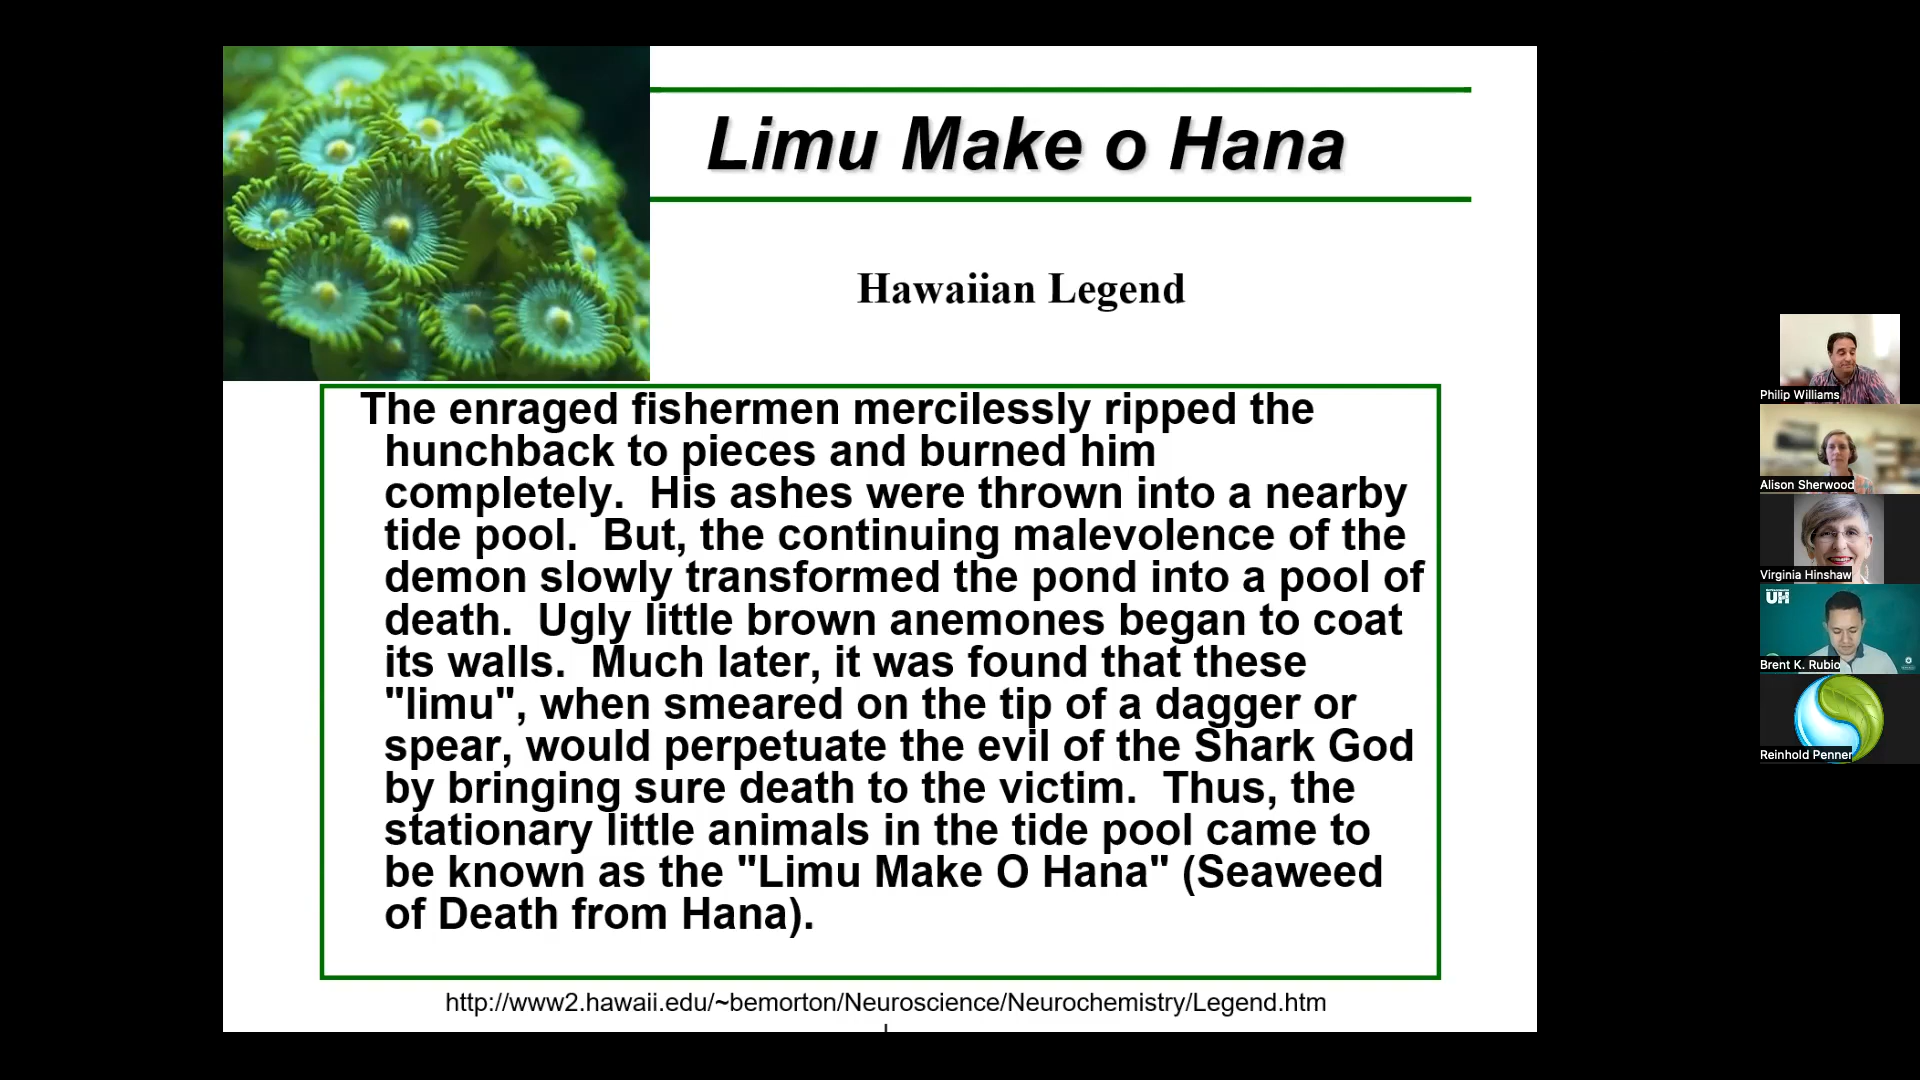 Limu Make o Hana
Hawaiian Legend
The enraged fishermen mercilessly ripped the
hunchback to pieces and burned him
completely.  His ashes were thrown into a nearby
tide pool.  But, the continuing malevolence of the
demon slowly transformed the pond into a pool of
death.  Ugly little brown anemones began to coat
its walls.  Much later, it was found that these
"limu", when smeared on the tip of a dagger or
spear, would perpetuate the evil of the Shark God
by bringing sure death to the victim.  Thus, the
stationary little animals in the tide pool came to
be known as the "Limu Make O Hana" (Seaweed
of Death from Hana).
http://www2.hawaii.edu/~bemorton/Neuroscience/Neurochemistry/Legend.htm
l
Philip Williams
Alison Sherwood
Virginia Hinshaw
UH
Brent K. Rubio
Reinhold Penner